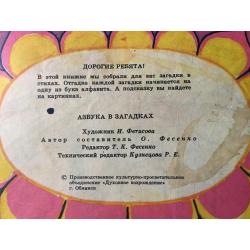 ДОРОГИЕ РЕБЯТА!
В этой книжке мы собрали для вас загадки в
стихах. Отгадка каждой загадки начинается на
одну из букв алфавита. А подсказку вы найдете
на картинках.
АЗБУКА В ЗАГАДКАХ
Художник И. Фетасова
Автор составитель О. Фесенко
Редактор Т. К. Фесенко
Технический редактор Кузнецова Р. Е.
© Производственное культурно-просветительское
объединение «Духовное возрождение»
г. Обнинск